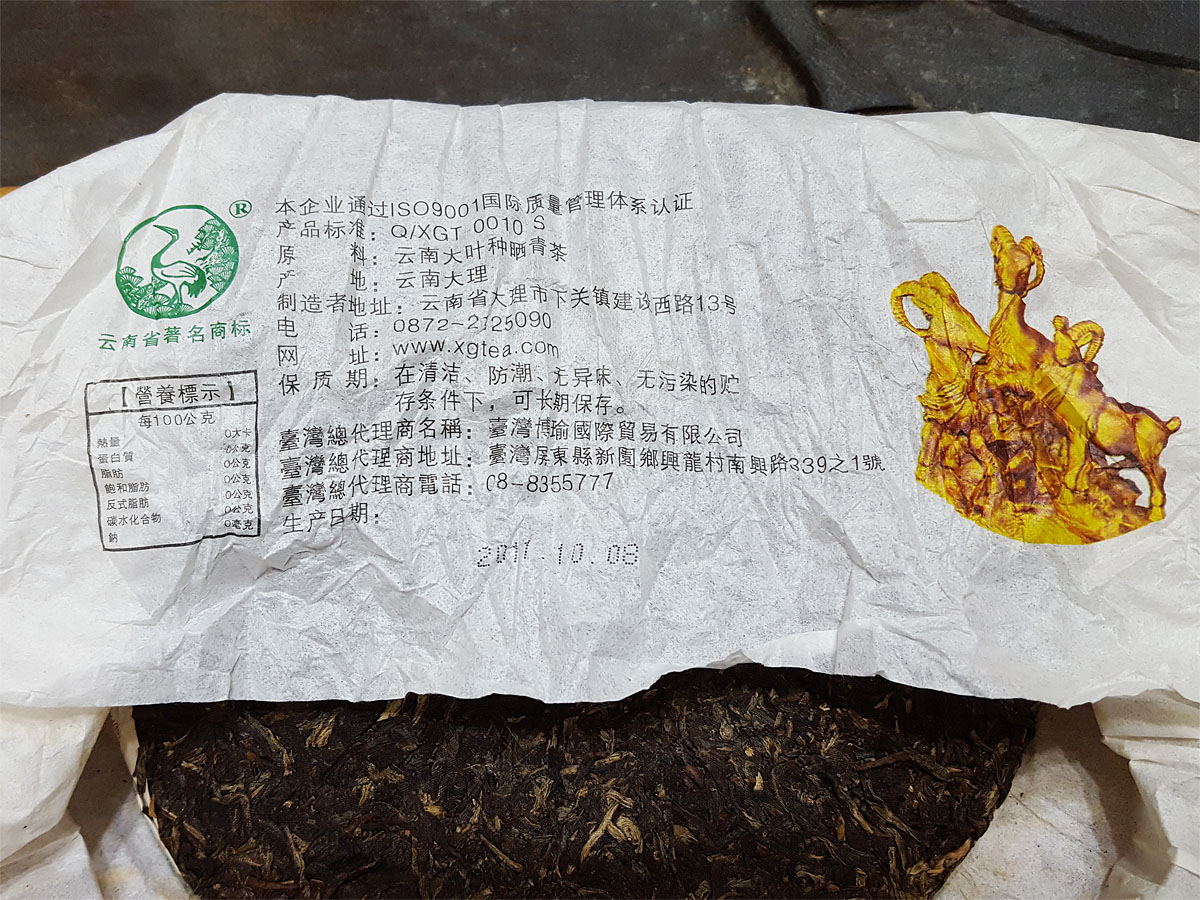 ®
云南省著名商标
本企业通过ISO9001国际质量管理体系认证
产品标准：Q/XGT 0010 S
原 料：云南大叶种晒青茶
产 地：云南大理
制造者地址：云南省大理市下关镇建设西路13号
电 话：0872-2125090
网 址：www.xgtea.com
保质期：在清洁、防潮、无异味、无污染的贮
存条件下，可长期保存。
臺灣總代理商名稱：臺灣博瑜國際貿易有限公司
臺灣總代理商地址：臺灣屏東縣新園鄉興龍村南興路339之1號
臺灣總代理商電話：08-8355777
生产日期：
2011.10.08
【營養標示】
每100公克
熱量 0大卡
蛋白質 0公克
脂肪 0公克
飽和脂肪 0公克
反式脂肪 0公克
碳水化合物 0公克
鈉 0毫克